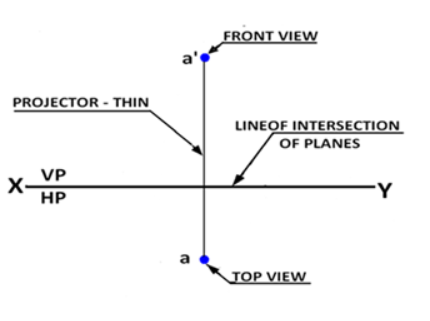 FRONT VIEW
a'
PROJECTOR - THIN
LINEOF INTERSECTION
OF PLANES
VP
X
Y
HP
a
TOP VIEW